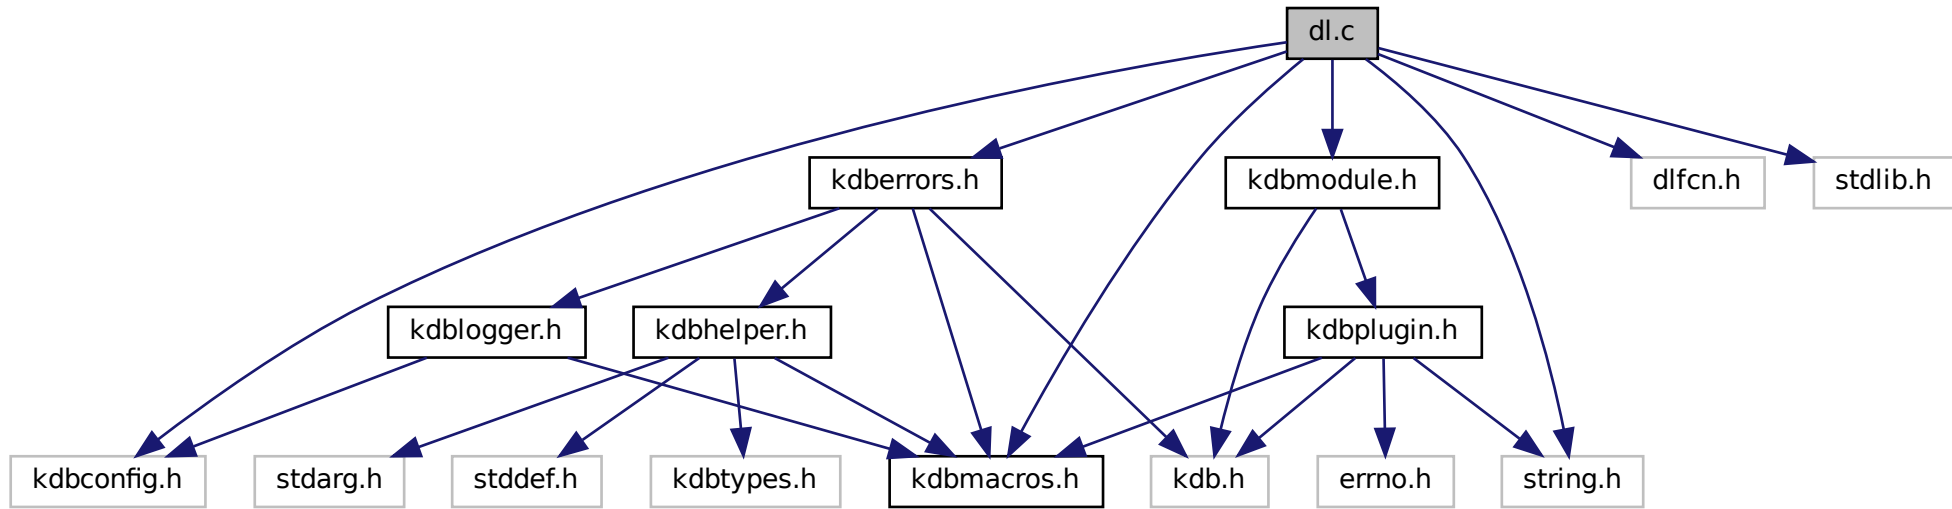 dl.c
kdberrors.h
kdbmodule.h
dlfcn.h
stdlib.h
kdblogger.h
kdbhelper.h
kdbplugin.h
kdbconfig.h
stdarg.h
stddef.h
kdbtypes.h
kdbmacros.h
kdb.h
errno.h
string.h